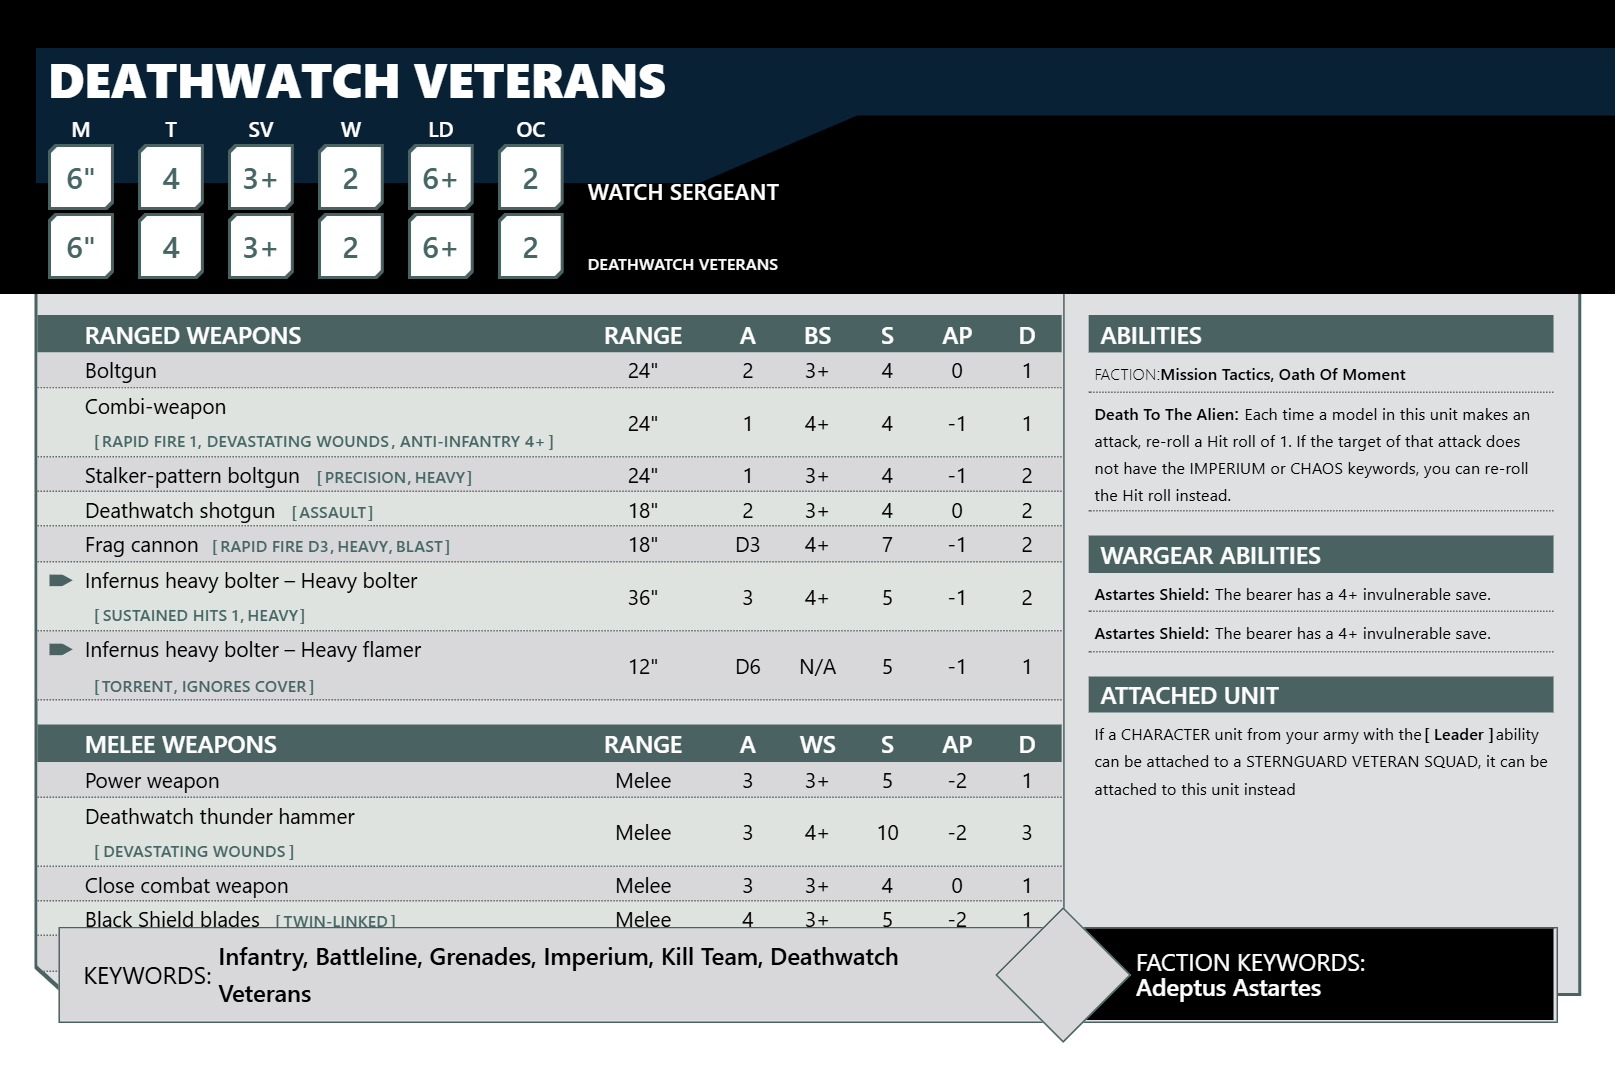 DEATHWATCH VETERANS
M T SV W LD OC
6" 4 3+ 2 6+ 2 WATCH SERGEANT
6" 4 3+ 2 6+ 2 DEATHWATCH VETERANS
RANGED WEAPONS RANGE A BS S AP D
Boltgun 24" 2 3+ 4 0 1
Combi-weapon 24" 1 4+ 4 -1 1
[RAPID FIRE 1, DEVASTATING WOUNDS, ANTI-INFANTRY 4+]
Stalker-pattern boltgun [PRECISION, HEAVY] 24" 1 3+ 4 -1 2
Deathwatch shotgun [ASSAULT] 18" 2 3+ 4 0 2
Frag cannon [RAPID FIRE D3, HEAVY, BLAST] 18" D3 4+ 7 -1 2
Infernus heavy bolter – Heavy bolter 36" 3 4+ 5 -1 2
[SUSTAINED HITS 1, HEAVY]
Infernus heavy bolter – Heavy flamer 12" D6 N/A 5 -1 1
[TORRENT, IGNORES COVER]
MELEE WEAPONS RANGE A WS S AP D
Power weapon Melee 3 3+ 5 -2 1
Deathwatch thunder hammer Melee 3 4+ 10 -2 3
[DEVASTATING WOUNDS]
Close combat weapon Melee 3 3+ 4 0 1
Black Shield blades [TWIN-LINKED] Melee 4 3+ 5 -2 1
ABILITIES
FACTION:Mission Tactics, Oath Of Moment
Death To The Alien: Each time a model in this unit makes an
attack, re-roll a Hit roll of 1. If the target of that attack does
not have the IMPERIUM or CHAOS keywords, you can re-roll
the Hit roll instead.
WARGEAR ABILITIES
Astartes Shield: The bearer has a 4+ invulnerable save.
Astartes Shield: The bearer has a 4+ invulnerable save.
ATTACHED UNIT
If a CHARACTER unit from your army with the [ Leader ]ability
can be attached to a STERNGUARD VETERAN SQUAD, it can be
attached to this unit instead
KEYWORDS: Infantry, Battleline, Grenades, Imperium, Kill Team, Deathwatch
Veterans
FACTION KEYWORDS:
Adeptus Astartes